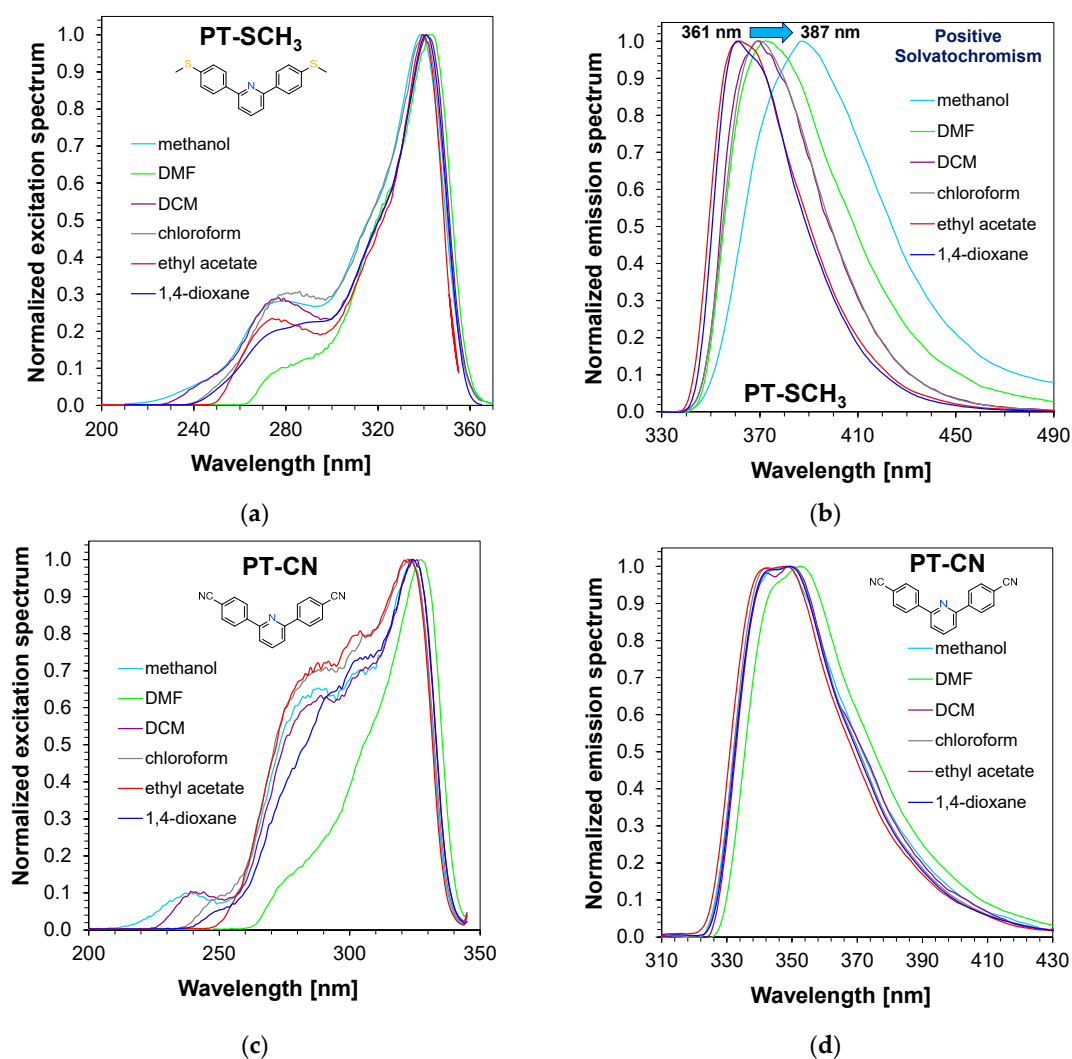 PT-SCH3
S
N
S
methanol
DMF
DCM
chloroform
ethyl acetate
1,4-dioxane
Normalized excitation spectrum
1.0
0.9
0.8
0.7
0.6
0.5
0.4
0.3
0.2
0.1
0.0
200 240 280 320 360
Wavelength [nm]
(a)
361 nm 387 nm
Positive
Solvatochromism
methanol
DMF
DCM
chloroform
ethyl acetate
1,4-dioxane
PT-SCH3
Normalized emission spectrum
1.0
0.9
0.8
0.7
0.6
0.5
0.4
0.3
0.2
0.1
0.0
330 370 410 450 490
Wavelength [nm]
(b)
PT-CN
NC
CN
N
methanol
DMF
DCM
chloroform
ethyl acetate
1,4-dioxane
Normalized excitation spectrum
1.0
0.9
0.8
0.7
0.6
0.5
0.4
0.3
0.2
0.1
0.0
200 250 300 350
Wavelength [nm]
(c)
PT-CN
NC
CN
N
methanol
DMF
DCM
chloroform
ethyl acetate
1,4-dioxane
Normalized emission spectrum
1.0
0.9
0.8
0.7
0.6
0.5
0.4
0.3
0.2
0.1
0.0
310 330 350 370 390 410 430
Wavelength [nm]
(d)